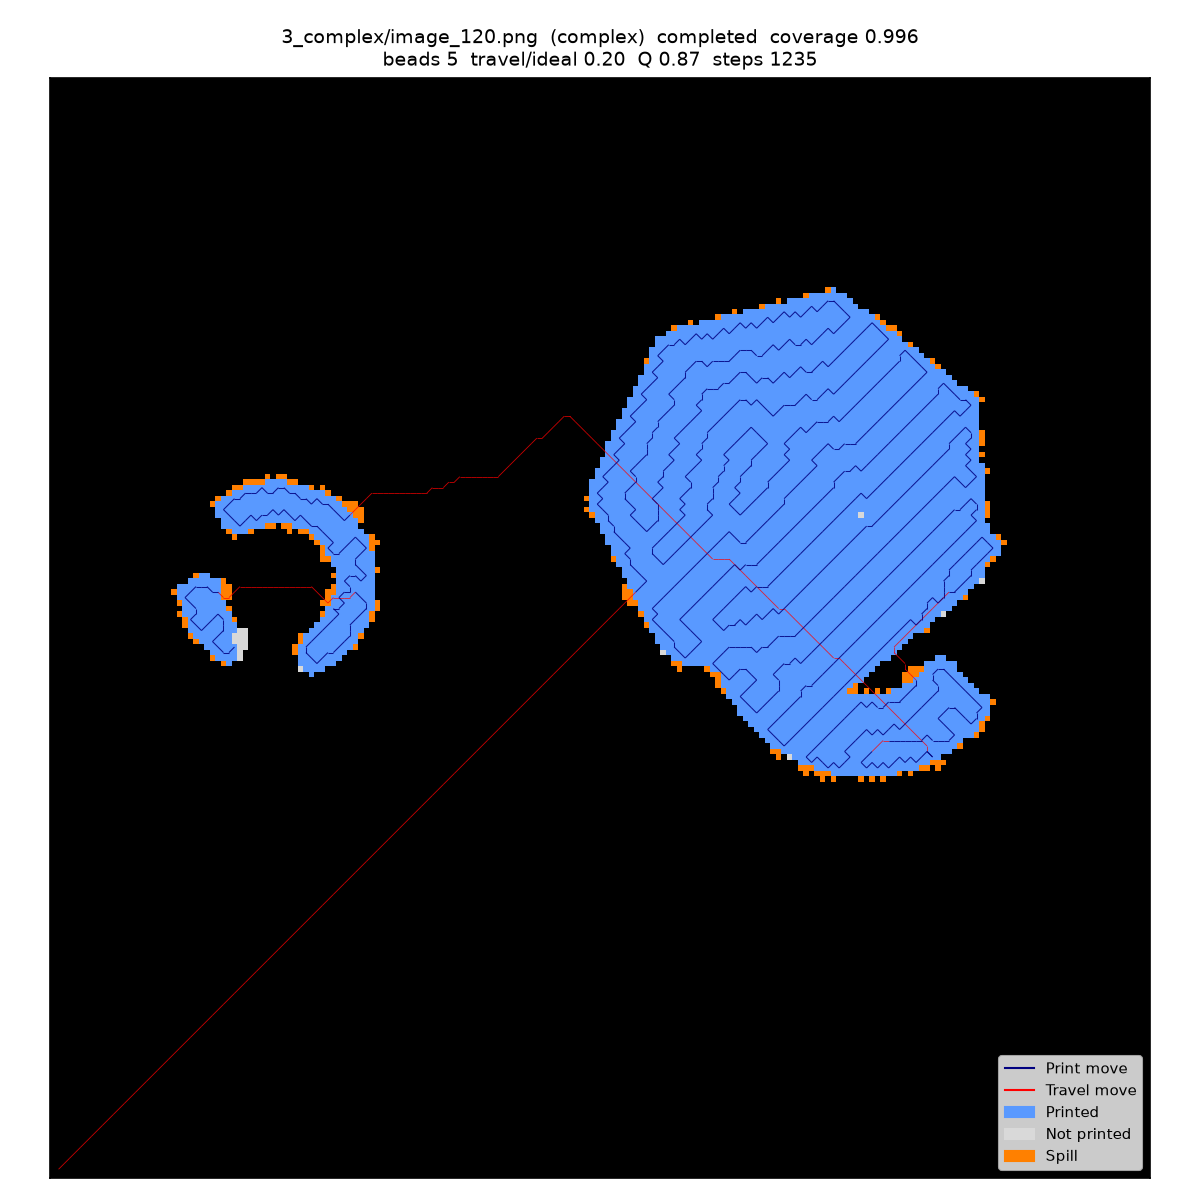 3_complex/image_120.png  (complex)  completed  coverage 0.996
beads 5  travel/ideal 0.20  Q 0.87  steps 1235
Print move
Travel move
Printed
Not printed
Spill